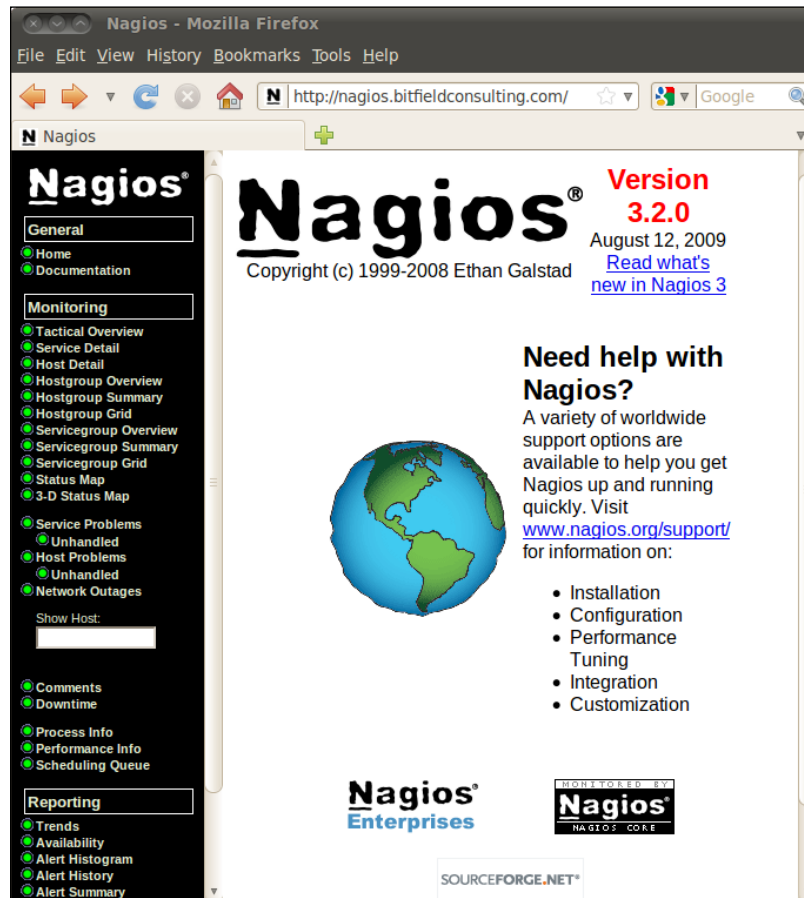 Nagios - Mozilla Firefox
File Edit View History Bookmarks Tools Help
N http://nagios.bitfieldconsulting.com/ Google
N Nagios
Nagios®
General
Home
Documentation
Monitoring
Tactical Overview
Service Detail
Host Detail
Hostgroup Overview
Hostgroup Summary
Hostgroup Grid
Servicegroup Overview
Servicegroup Summary
Servicegroup Grid
Status Map
3-D Status Map
Service Problems
Unhandled
Host Problems
Unhandled
Network Outages
Show Host:
Comments
Downtime
Process Info
Performance Info
Scheduling Queue
Reporting
Trends
Availability
Alert Histogram
Alert History
Alert Summary
Nagios®
Copyright (c) 1999-2008 Ethan Galstad
Version
3.2.0
August 12, 2009
Read what's
new in Nagios 3
Need help with
Nagios?
A variety of worldwide
support options are
available to help you get
Nagios up and running
quickly. Visit
www.nagios.org/support/
for information on:
• Installation
• Configuration
• Performance
Tuning
• Integration
• Customization
Nagios®
Enterprises
MONITORED BY
Nagios®
NAGIOS CORE
SOURCEFORGE.NET®